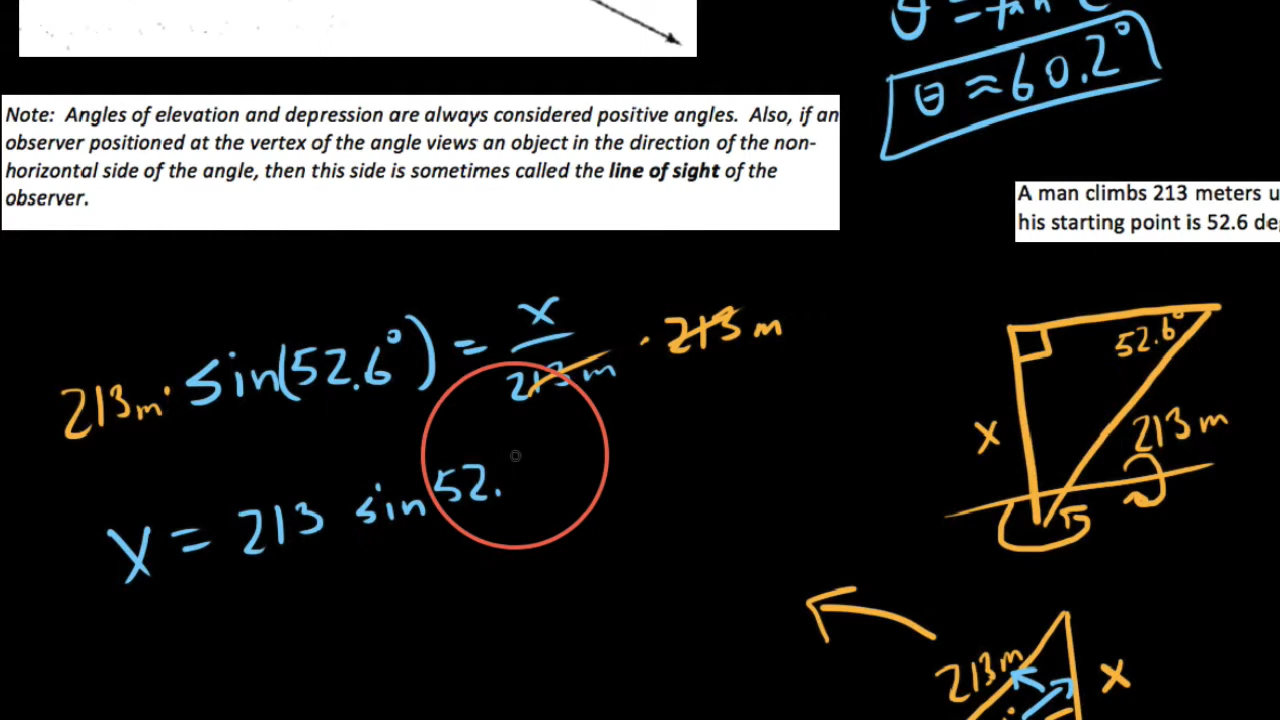 θ = tan
θ ≈ 60.2°
Note: Angles of elevation and depression are always considered positive angles. Also, if an
observer positioned at the vertex of the angle views an object in the direction of the non-
horizontal side of the angle, then this side is sometimes called the line of sight of the
observer.
A man climbs 213 meters u
his starting point is 52.6 de
213m · sin(52.6°) = x / 213 m · 213 m
52.6°
x
213 m
x = 213 sin 52.
213m
x